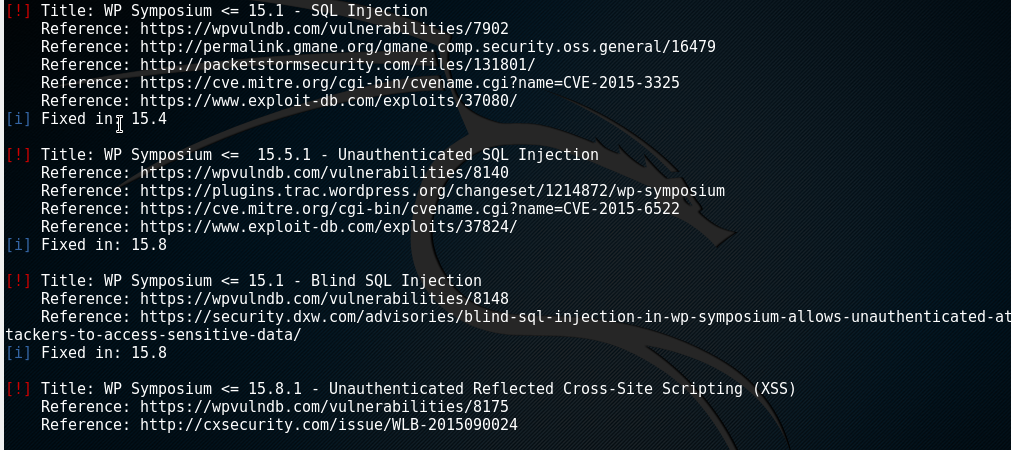 [!] Title: WP Symposium <= 15.1 - SQL Injection
    Reference: https://wpvulndb.com/vulnerabilities/7902
    Reference: http://permalink.gmane.org/gmane.comp.security.oss.general/16479
    Reference: http://packetstormsecurity.com/files/131801/
    Reference: https://cve.mitre.org/cgi-bin/cvename.cgi?name=CVE-2015-3325
    Reference: https://www.exploit-db.com/exploits/37080/
[i] Fixed in: 15.4
[!] Title: WP Symposium <=  15.5.1 - Unauthenticated SQL Injection
    Reference: https://wpvulndb.com/vulnerabilities/8140
    Reference: https://plugins.trac.wordpress.org/changeset/1214872/wp-symposium
    Reference: https://cve.mitre.org/cgi-bin/cvename.cgi?name=CVE-2015-6522
    Reference: https://www.exploit-db.com/exploits/37824/
[i] Fixed in: 15.8
[!] Title: WP Symposium <= 15.1 - Blind SQL Injection
    Reference: https://wpvulndb.com/vulnerabilities/8148
    Reference: https://security.dxw.com/advisories/blind-sql-injection-in-wp-symposium-allows-unauthenticated-at
tackers-to-access-sensitive-data/
[i] Fixed in: 15.8
[!] Title: WP Symposium <= 15.8.1 - Unauthenticated Reflected Cross-Site Scripting (XSS)
    Reference: https://wpvulndb.com/vulnerabilities/8175
    Reference: http://cxsecurity.com/issue/WLB-2015090024